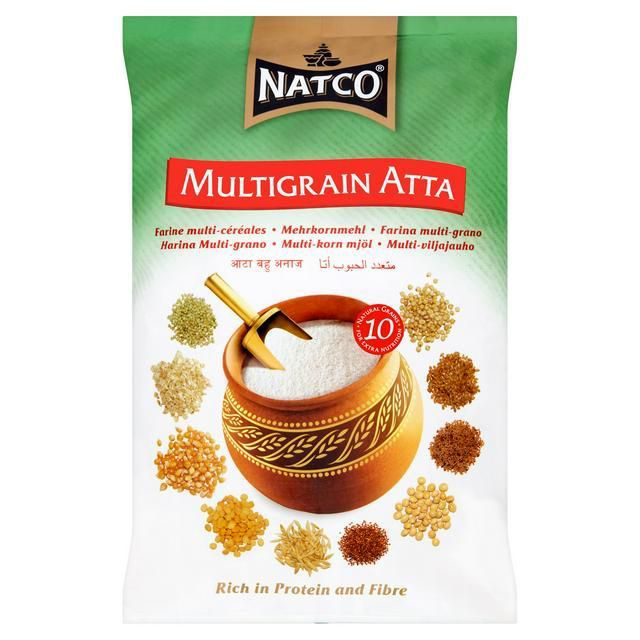 NATCO®
MULTIGRAIN ATTA
Farine multi-céréales • Mehrkornmehl • Farina multi-grano
Harina Multi-grano • Multi-korn mjöl • Multi-viljajauho
आटा बहु अनाज متعدد الحبوب أتا
• NATURAL GRAINS •
10
FOR EXTRA NUTRITION
Rich in Protein and Fibre